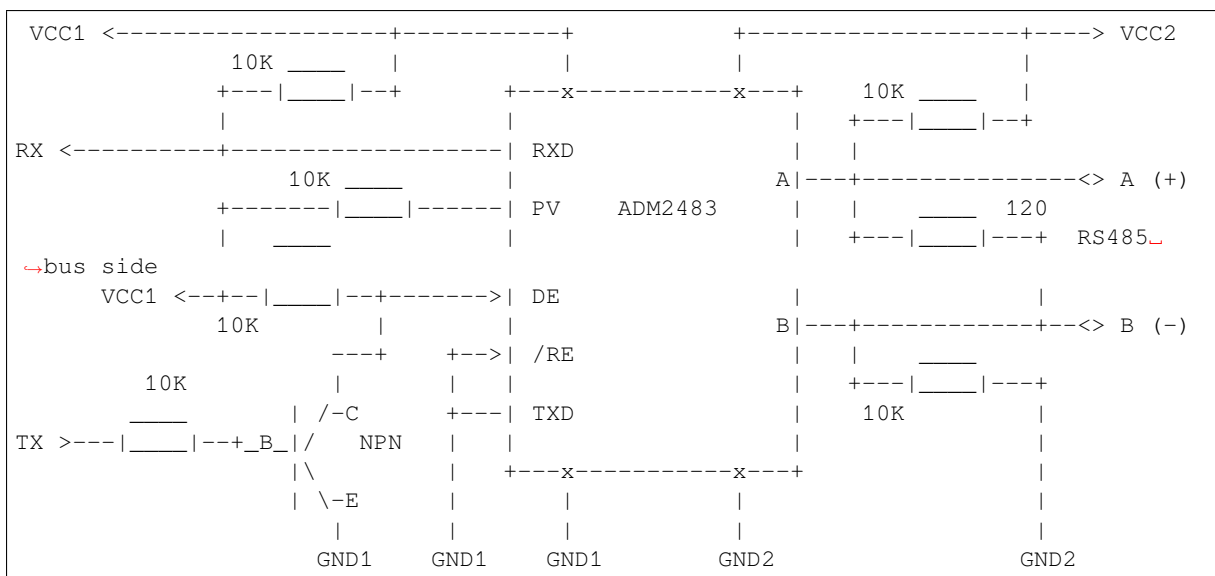 VCC1 <--------------------+------------+ +--------------------+----> VCC2
10K ____ | | | |
+---|____|--+ +---x-----------x---+ 10K ____ |
| | | +---|____|--+
RX <----------+-------------------| RXD | |
10K ____ | A|---+---------------<> A (+)
+-------|____|------| PV ADM2483 | | ____ 120
| ____ | | +---|____|---+ RS485␣
↪bus side
VCC1 <--+--|____|--+------->| DE | |
10K | | B|---+------------+--<> B (-)
---+ +-->| /RE | | ____
10K | | | | +---|____|---+
____ | /-C +---| TXD | 10K |
TX >---|____|--+_B_|/ NPN | | | |
|\ | +---x-----------x---+ |
| \-E | | | |
| | | | |
GND1 GND1 GND1 GND2 GND2